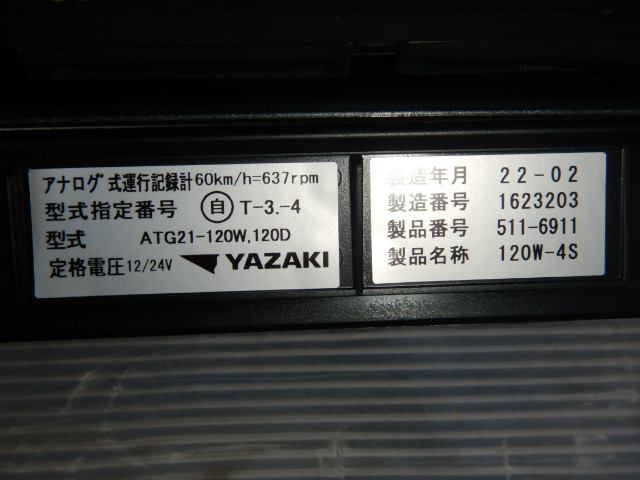 アナログ式運行記録計60km/h=637rpm
型式指定番号 自 T-3.-4
型式 ATG21-120W,120D
定格電圧12/24V YAZAKI
製造年月 22-02
製造番号 1623203
製品番号 511-6911
製品名称 120W-4S